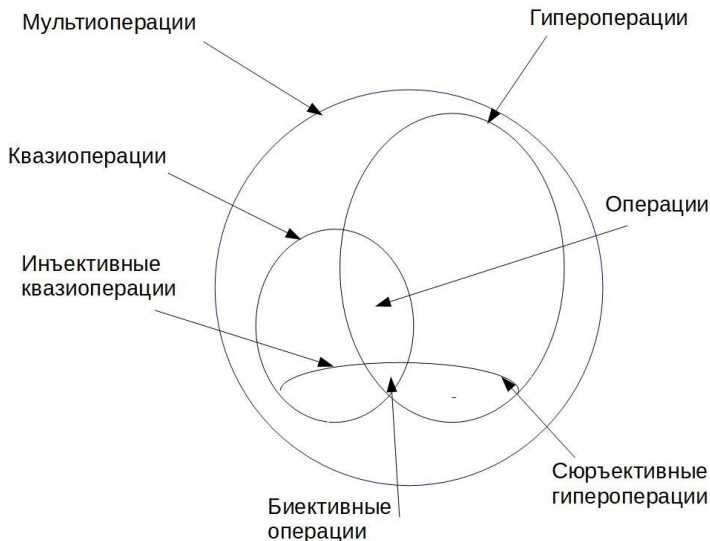 Мультиоперации
Гипероперации
Квазиоперации
Операции
Инъективные
квазиоперации
Сюръективные
гипероперации
Биективные
операции